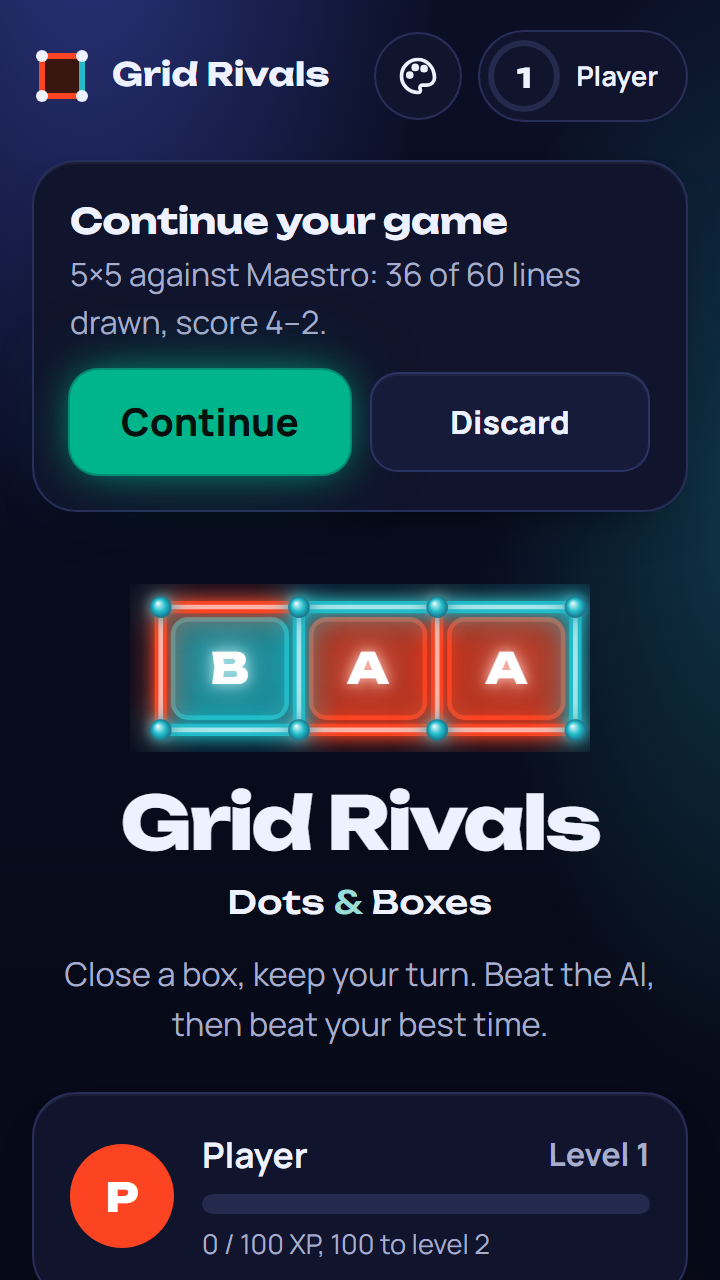 Grid Rivals
1
Player
Continue your game
5×5 against Maestro: 36 of 60 lines
drawn, score 4–2.
Continue
Discard
B A A
Grid Rivals
Dots & Boxes
Close a box, keep your turn. Beat the AI,
then beat your best time.
P
Player
Level 1
0 / 100 XP, 100 to level 2